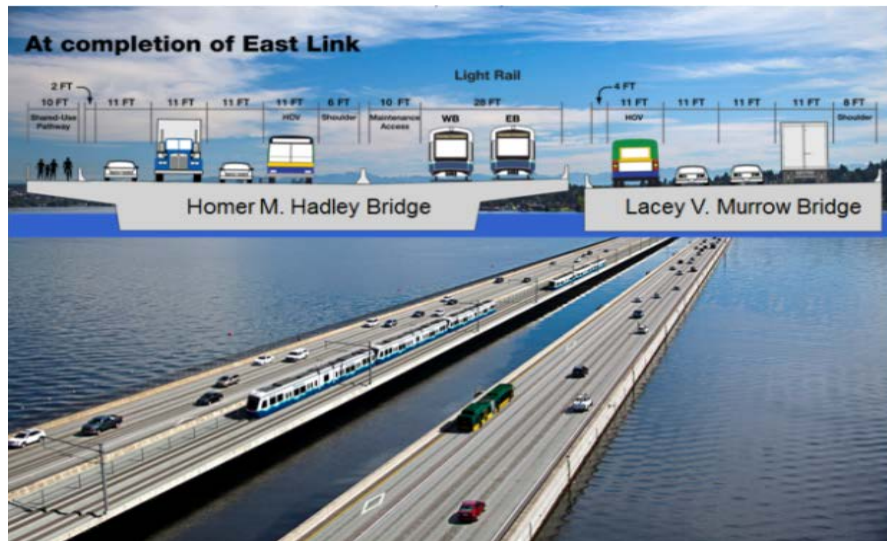 At completion of East Link
Light Rail
2 FT
4 FT
10 FT 11 FT 11 FT 11 FT 11 FT 6 FT 10 FT 28 FT 11 FT 11 FT 11 FT 11 FT 8 FT
Shared-Use HOV Shoulder Maintenance WB EB HOV Shoulder
Pathway Access
Homer M. Hadley Bridge
Lacey V. Murrow Bridge